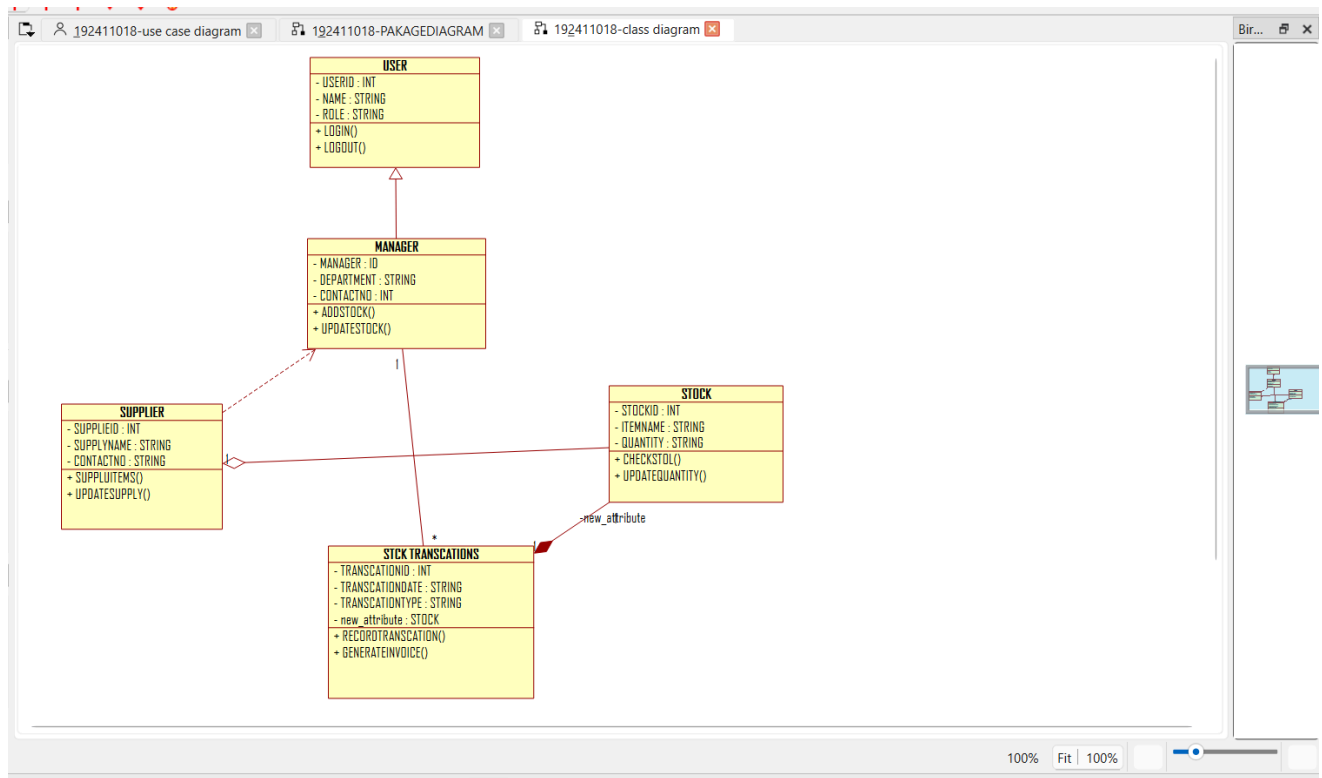 192411018-use case diagram
192411018-PAKAGEDIAGRAM
192411018-class diagram
Bir...
USER
- USERID : INT
- NAME : STRING
- ROLE : STRING
+ LOGIN()
+ LOGOUT()
MANAGER
- MANAGER : ID
- DEPARTMENT : STRING
- CONTACTNO : INT
+ ADDSTOCK()
+ UPDATESTOCK()
1
SUPPLIER
- SUPPLIEID : INT
- SUPPLYNAME : STRING
- CONTACTNO : STRING
+ SUPPLUITEMS()
+ UPDATESUPPLY()
1
STOCK
- STOCKID : INT
- ITEMNAME : STRING
- QUANTITY : STRING
+ CHECKSTOL()
+ UPDATEQUANTITY()
-new_attribute
1
*
STCK TRANSCATIONS
- TRANSCATIONID : INT
- TRANSCATIONDATE : STRING
- TRANSCATIONTYPE : STRING
- new_attribute : STOCK
+ RECORDTRANSCATION()
+ GENERATEINVOICE()
100%
Fit
100%